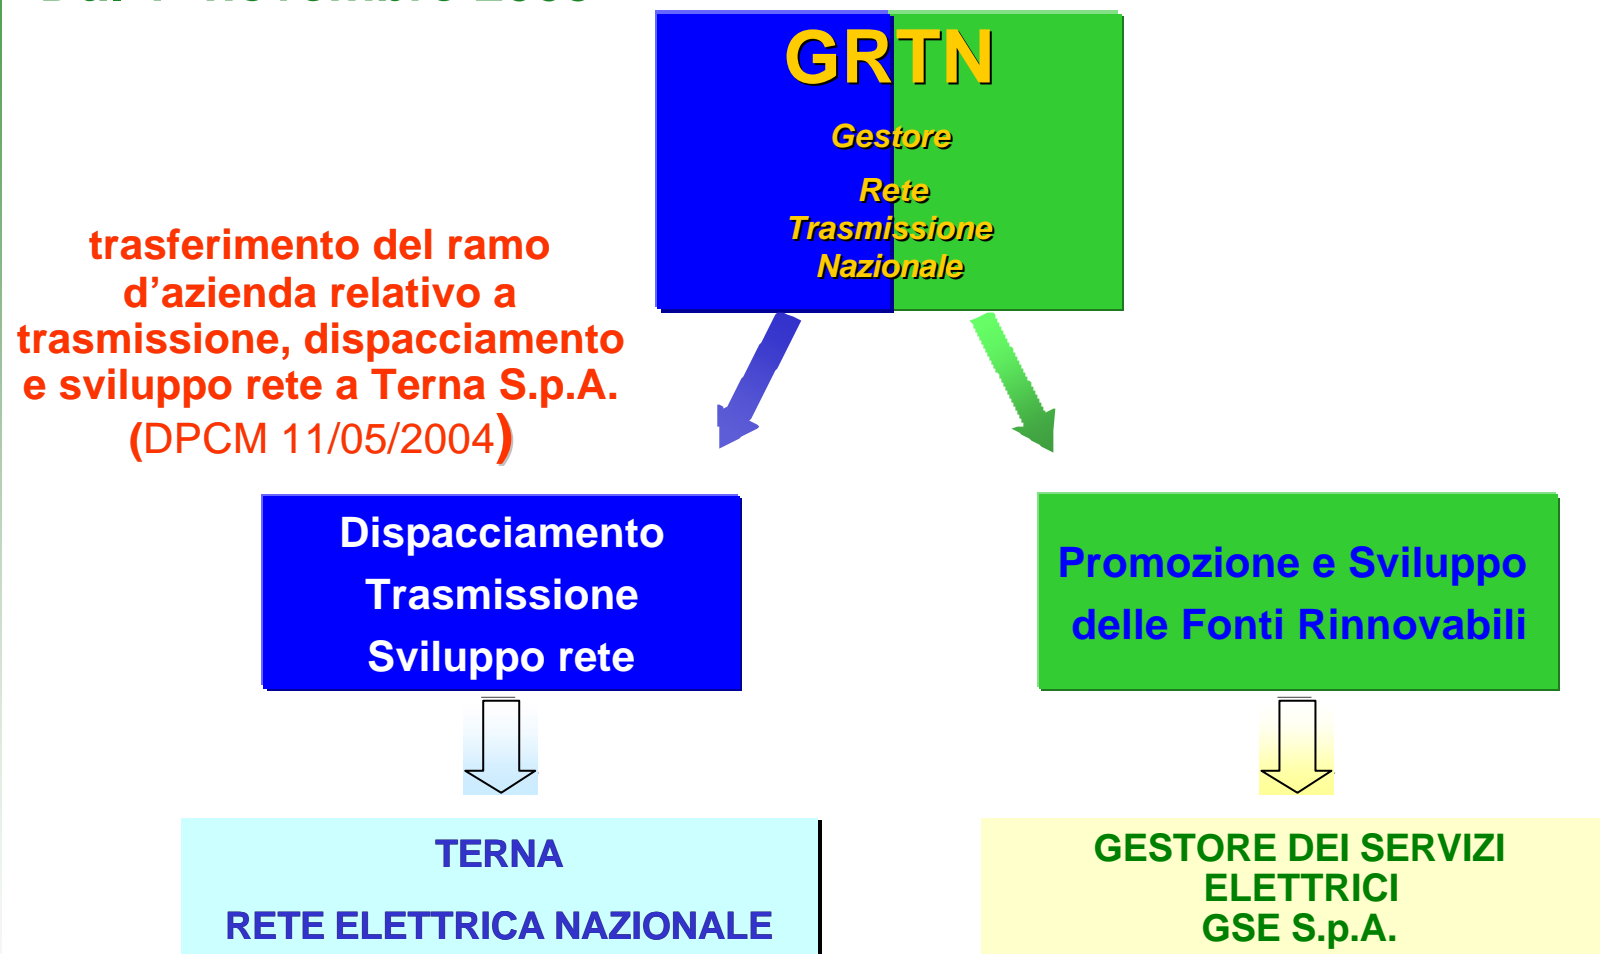 GRTN
Gestore
Rete
Trasmissione
Nazionale
trasferimento del ramo
d’azienda relativo a
trasmissione, dispacciamento
e sviluppo rete a Terna S.p.A.
(DPCM 11/05/2004)
Dispacciamento
Trasmissione
Sviluppo rete
Promozione e Sviluppo
delle Fonti Rinnovabili
TERNA
RETE ELETTRICA NAZIONALE
GESTORE DEI SERVIZI
ELETTRICI
GSE S.p.A.